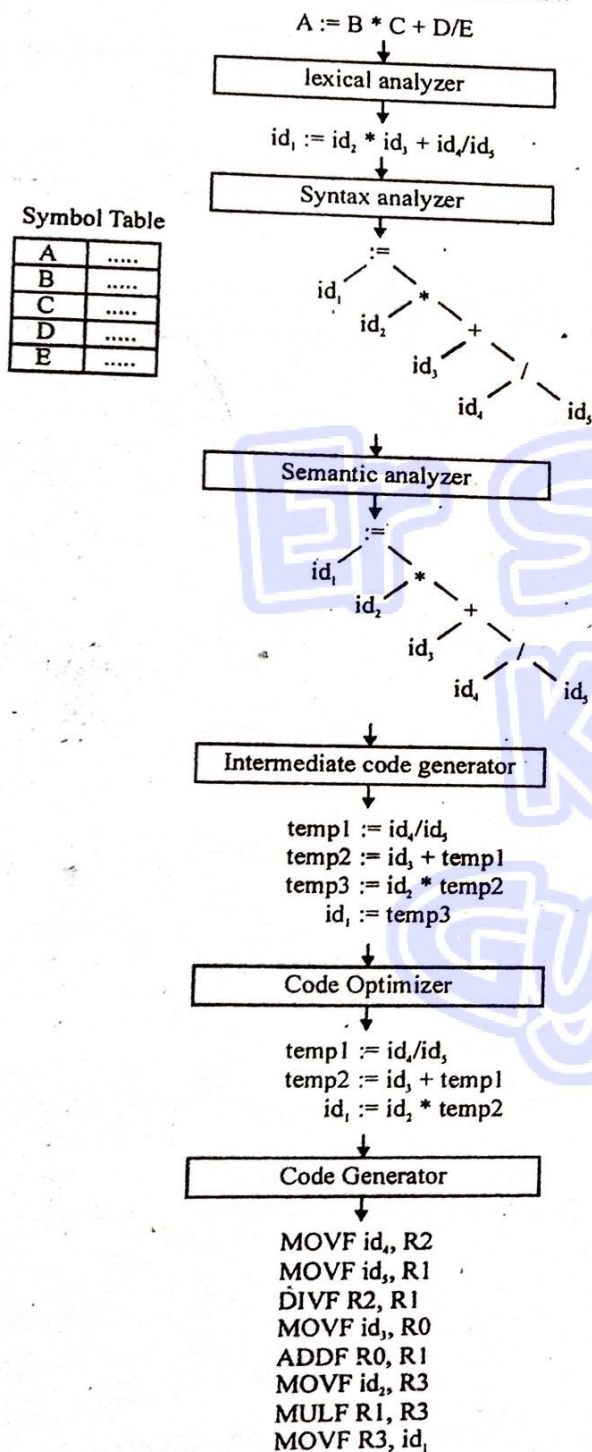 A := B * C + D/E
lexical analyzer
id₁ := id₂ * id₃ + id₄/id₅
Syntax analyzer
Symbol Table
A .....
B .....
C .....
D .....
E .....
:=
id₁ *
id₂ +
id₃ /
id₄ id₅
Semantic analyzer
:=
id₁ *
id₂ +
id₃ /
id₄ id₅
Intermediate code generator
temp1 := id₄/id₅
temp2 := id₃ + temp1
temp3 := id₂ * temp2
id₁ := temp3
Code Optimizer
temp1 := id₄/id₅
temp2 := id₃ + temp1
id₁ := id₂ * temp2
Code Generator
MOVF id₄, R2
MOVF id₅, R1
DIVF R2, R1
MOVF id₃, R0
ADDF R0, R1
MOVF id₂, R3
MULF R1, R3
MOVF R3, id₁
Er S
K
Gy